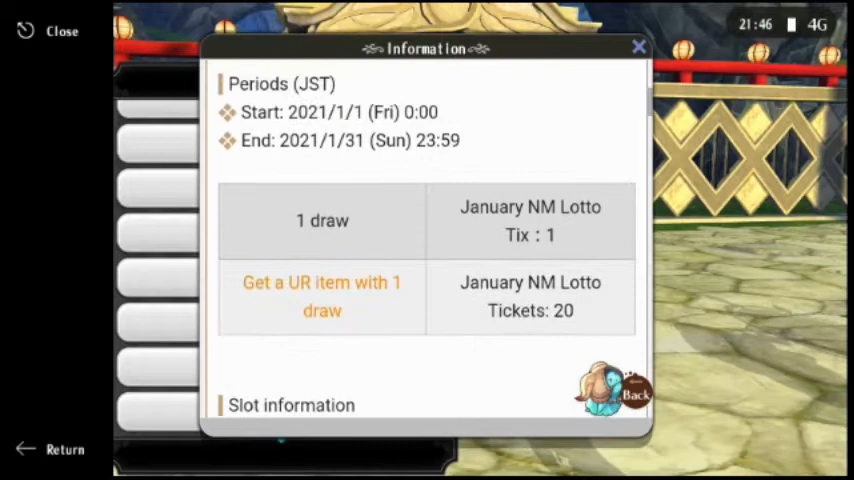 Close
21:46 4G
Information
Periods (JST)
Start: 2021/1/1 (Fri) 0:00
End: 2021/1/31 (Sun) 23:59
1 draw
January NM Lotto
Tix : 1
Get a UR item with 1
draw
January NM Lotto
Tickets: 20
Back
Slot information
Return